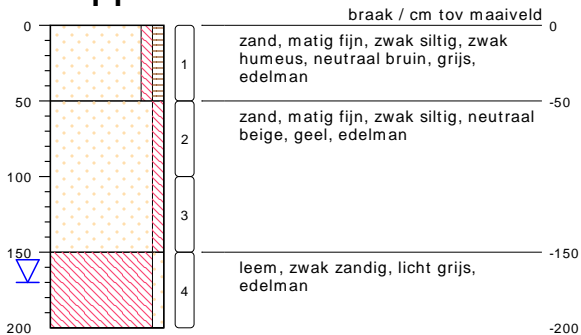 braak / cm tov maaiveld
0
0
zand, matig fijn, zwak siltig, zwak
humeus, neutraal bruin, grijs,
edelman
1
50
-50
zand, matig fijn, zwak siltig, neutraal
beige, geel, edelman
2
100
3
150
-150
leem, zwak zandig, licht grijs,
edelman
4
200
-200